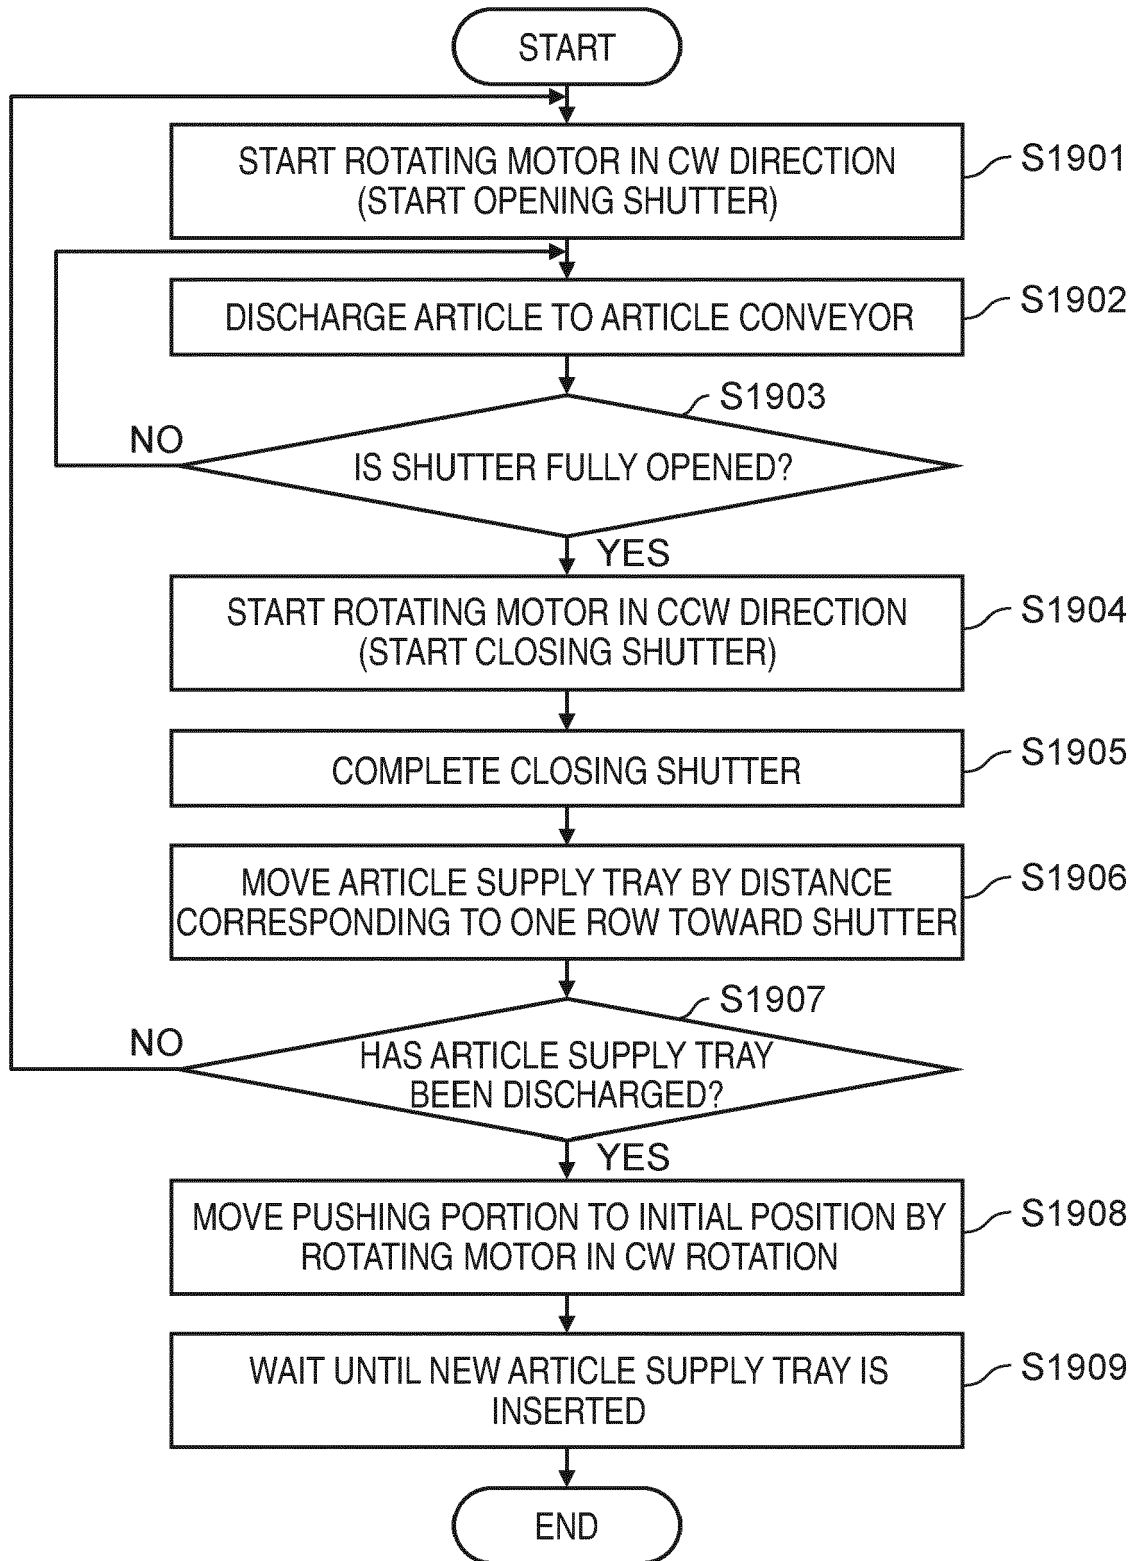 START
START ROTATING MOTOR IN CW DIRECTION
(START OPENING SHUTTER)
S1901
DISCHARGE ARTICLE TO ARTICLE CONVEYOR
S1902
S1903
NO
IS SHUTTER FULLY OPENED?
YES
START ROTATING MOTOR IN CCW DIRECTION
(START CLOSING SHUTTER)
S1904
COMPLETE CLOSING SHUTTER
S1905
MOVE ARTICLE SUPPLY TRAY BY DISTANCE
CORRESPONDING TO ONE ROW TOWARD SHUTTER
S1906
S1907
NO
HAS ARTICLE SUPPLY TRAY
BEEN DISCHARGED?
YES
MOVE PUSHING PORTION TO INITIAL POSITION BY
ROTATING MOTOR IN CW ROTATION
S1908
WAIT UNTIL NEW ARTICLE SUPPLY TRAY IS
INSERTED
S1909
END